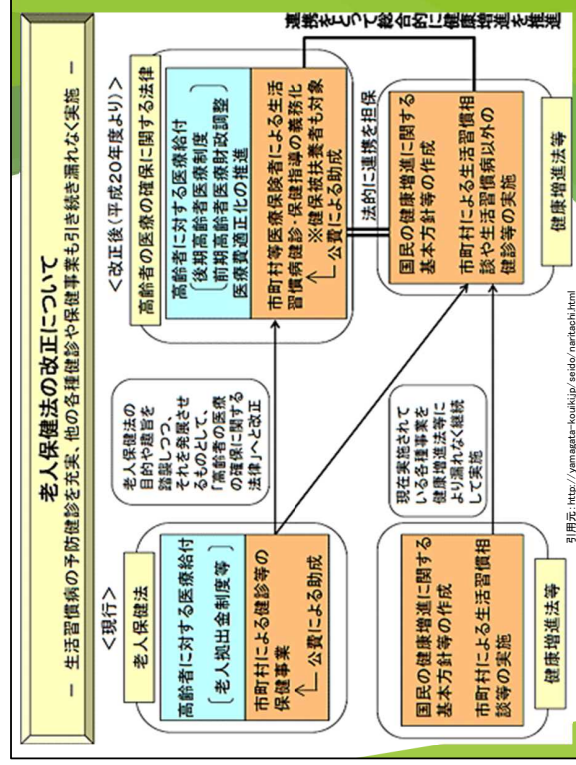 老人保健法の改正について
－ 生活習慣病の予防健診を充実、他の各種健診や保健事業も引き続き漏れなく実施 －
＜現行＞
老人保健法
高齢者に対する医療給付
〔老人拠出金制度等〕
市町村による健診等の
保健事業
公費による助成
国民の健康増進に関する
基本方針等の作成
市町村による生活習慣相
談等の実施
健康増進法等
老人保健法の
目的や趣旨を
踏襲しつつ、
それを発展させ
るものとして、
「高齢者の医療
の確保に関する
法律」へと改正
現在実施されて
いる各種事業を
健康増進法等に
より漏れなく継続
して実施
＜改正後（平成20年度より）＞
高齢者の医療の確保に関する法律
高齢者に対する医療給付
後期高齢者医療制度
前期高齢者医療財政調整
医療費適正化の推進
市町村等医療保険者による生活
習慣病健診・保健指導の義務化
※健保被扶養者も対象
公費による助成
法的に連携を担保
国民の健康増進に関する
基本方針等の作成
市町村による生活習慣相
談や生活習慣病以外の
健診等の実施
健康増進法等
連携をとって総合的に健康増進を推進
引用元：http://yamagata-kouiki.jp/seido/naritachi.html